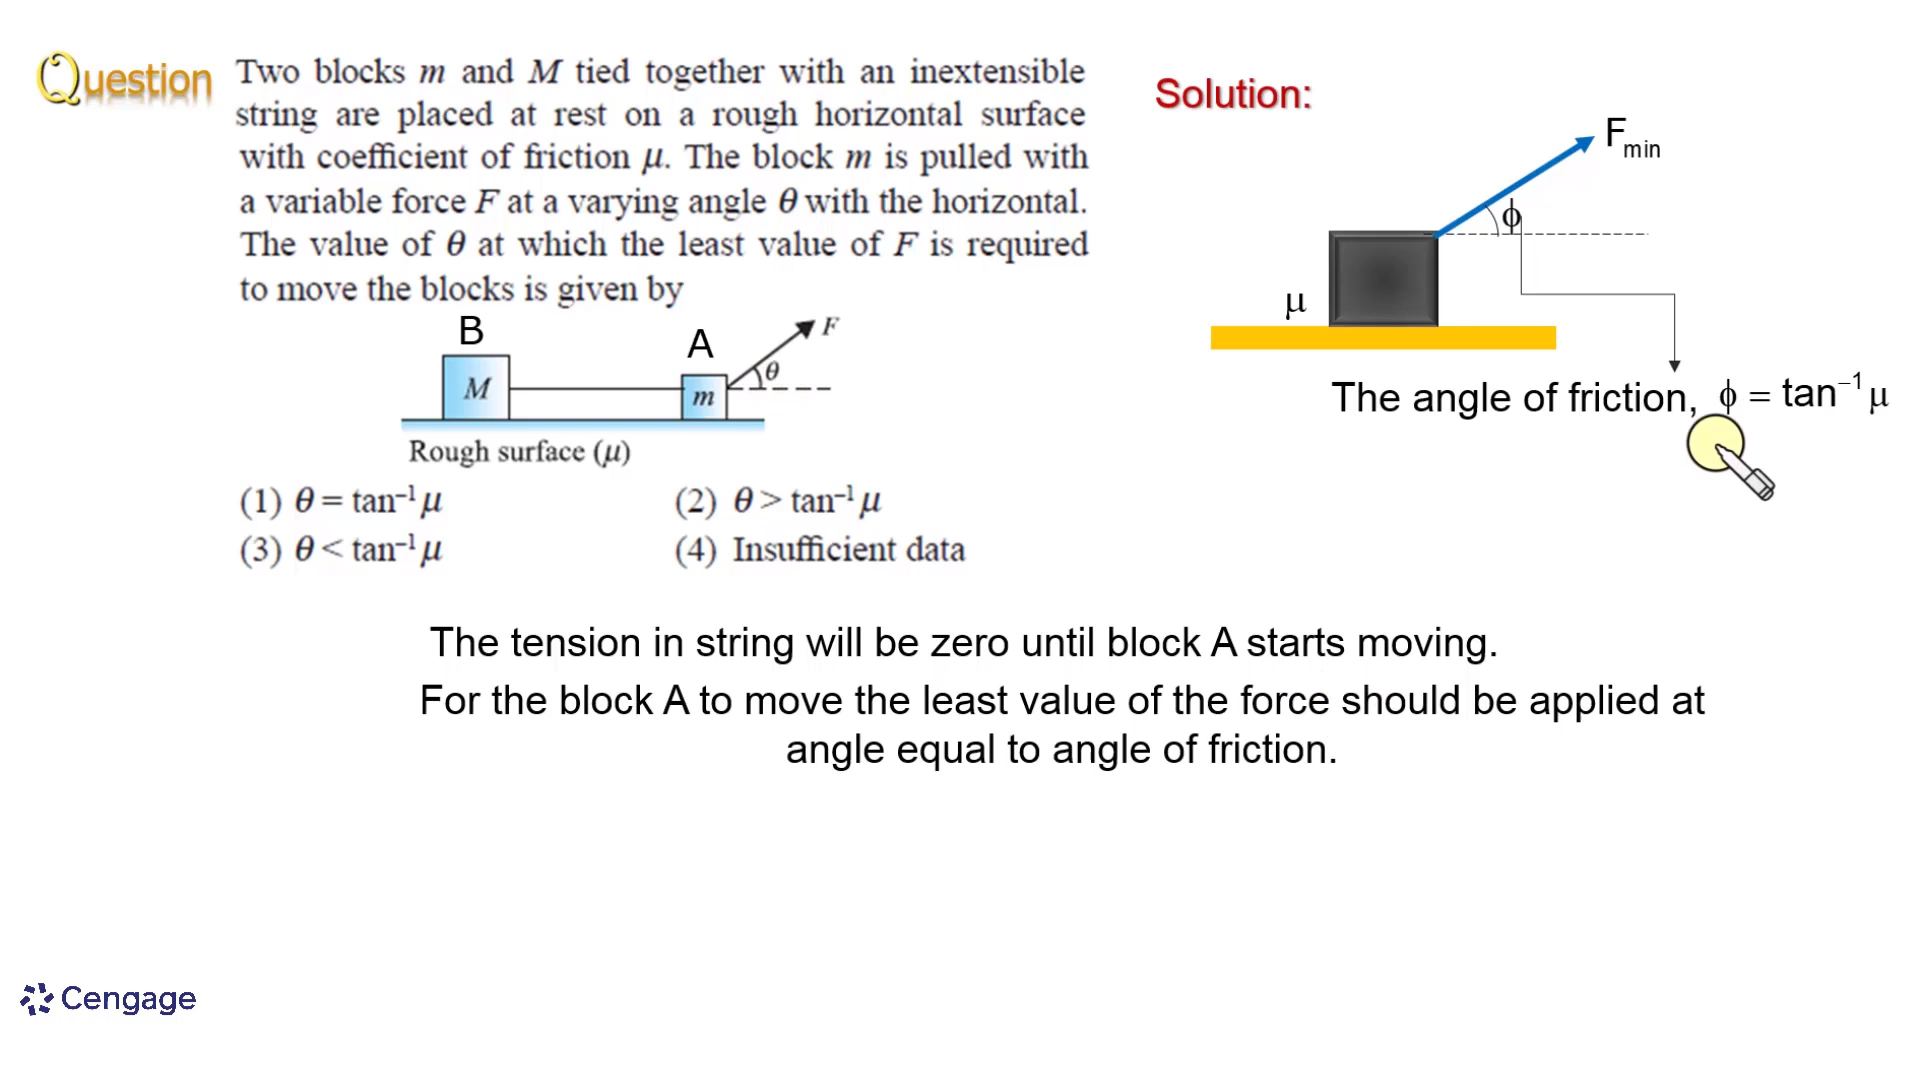 Question
Two blocks m and M tied together with an inextensible
string are placed at rest on a rough horizontal surface
with coefficient of friction μ. The block m is pulled with
a variable force F at a varying angle θ with the horizontal.
The value of θ at which the least value of F is required
to move the blocks is given by
B
A
F
θ
M
m
Rough surface (μ)
(1) θ = tan⁻¹ μ
(2) θ > tan⁻¹ μ
(3) θ < tan⁻¹ μ
(4) Insufficient data
Solution:
Fmin
ϕ
μ
The angle of friction, ϕ = tan⁻¹ μ
The tension in string will be zero until block A starts moving.
For the block A to move the least value of the force should be applied at
angle equal to angle of friction.
Cengage